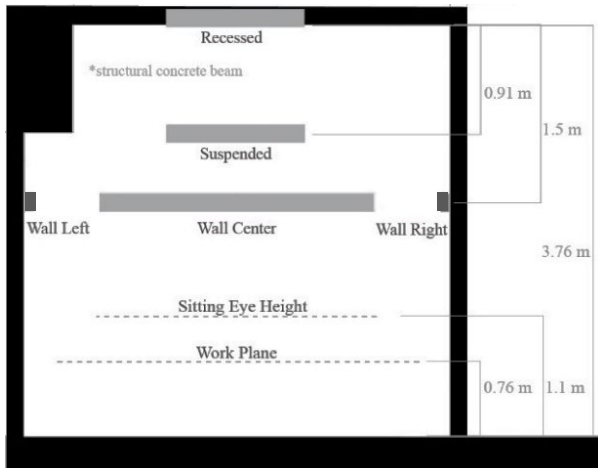 Recessed
*structural concrete beam
0.91 m
1.5 m
Suspended
Wall Left
Wall Center
Wall Right
3.76 m
Sitting Eye Height
Work Plane
0.76 m
1.1 m